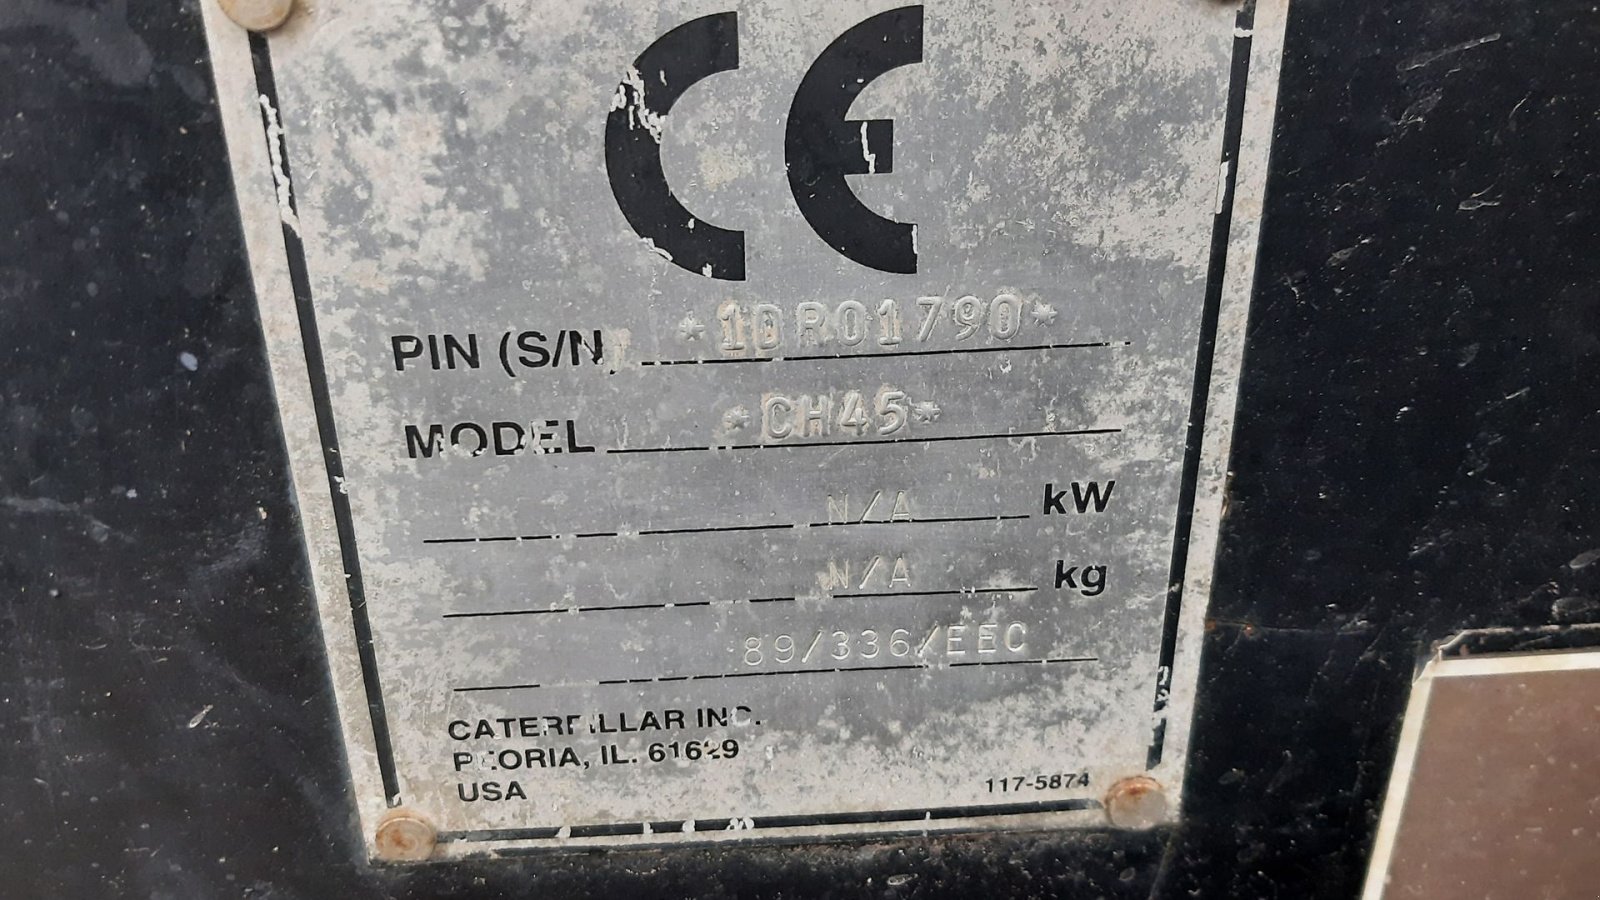 CE
PIN (S/N) *1DR01790*
MODEL *CH45*
N/A kW
N/A kg
89/336/EEC
CATERPILLAR INC.
PEORIA, IL. 61629
USA
117-5874